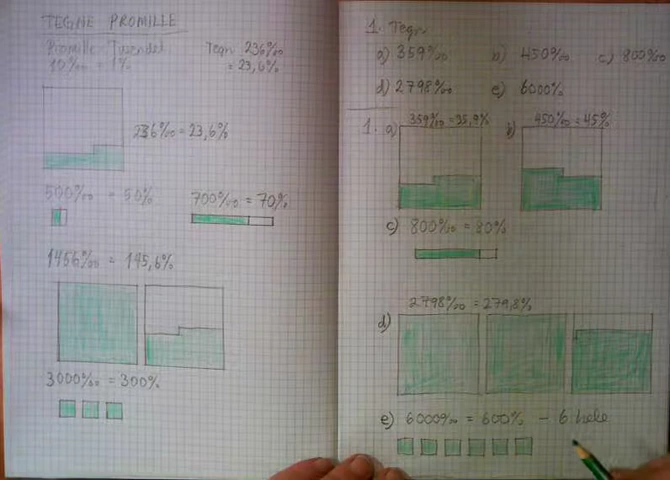 TEGNE PROMILLE
Promille Tusendel
10‰ = 1%
Tegn 236‰
= 23,6%
236‰ = 23,6%
500‰ = 50%
700‰ = 70%
1456‰ = 145,6%
3000‰ = 300%
1. Tegn
a) 359‰ b) 450‰ c) 800‰
d) 2798‰ e) 6000‰
1. a) 359‰ = 35,9% b) 450‰ = 45%
c) 800‰ = 80%
2798‰ = 279,8%
d)
e) 6000‰ = 600% - 6 hele